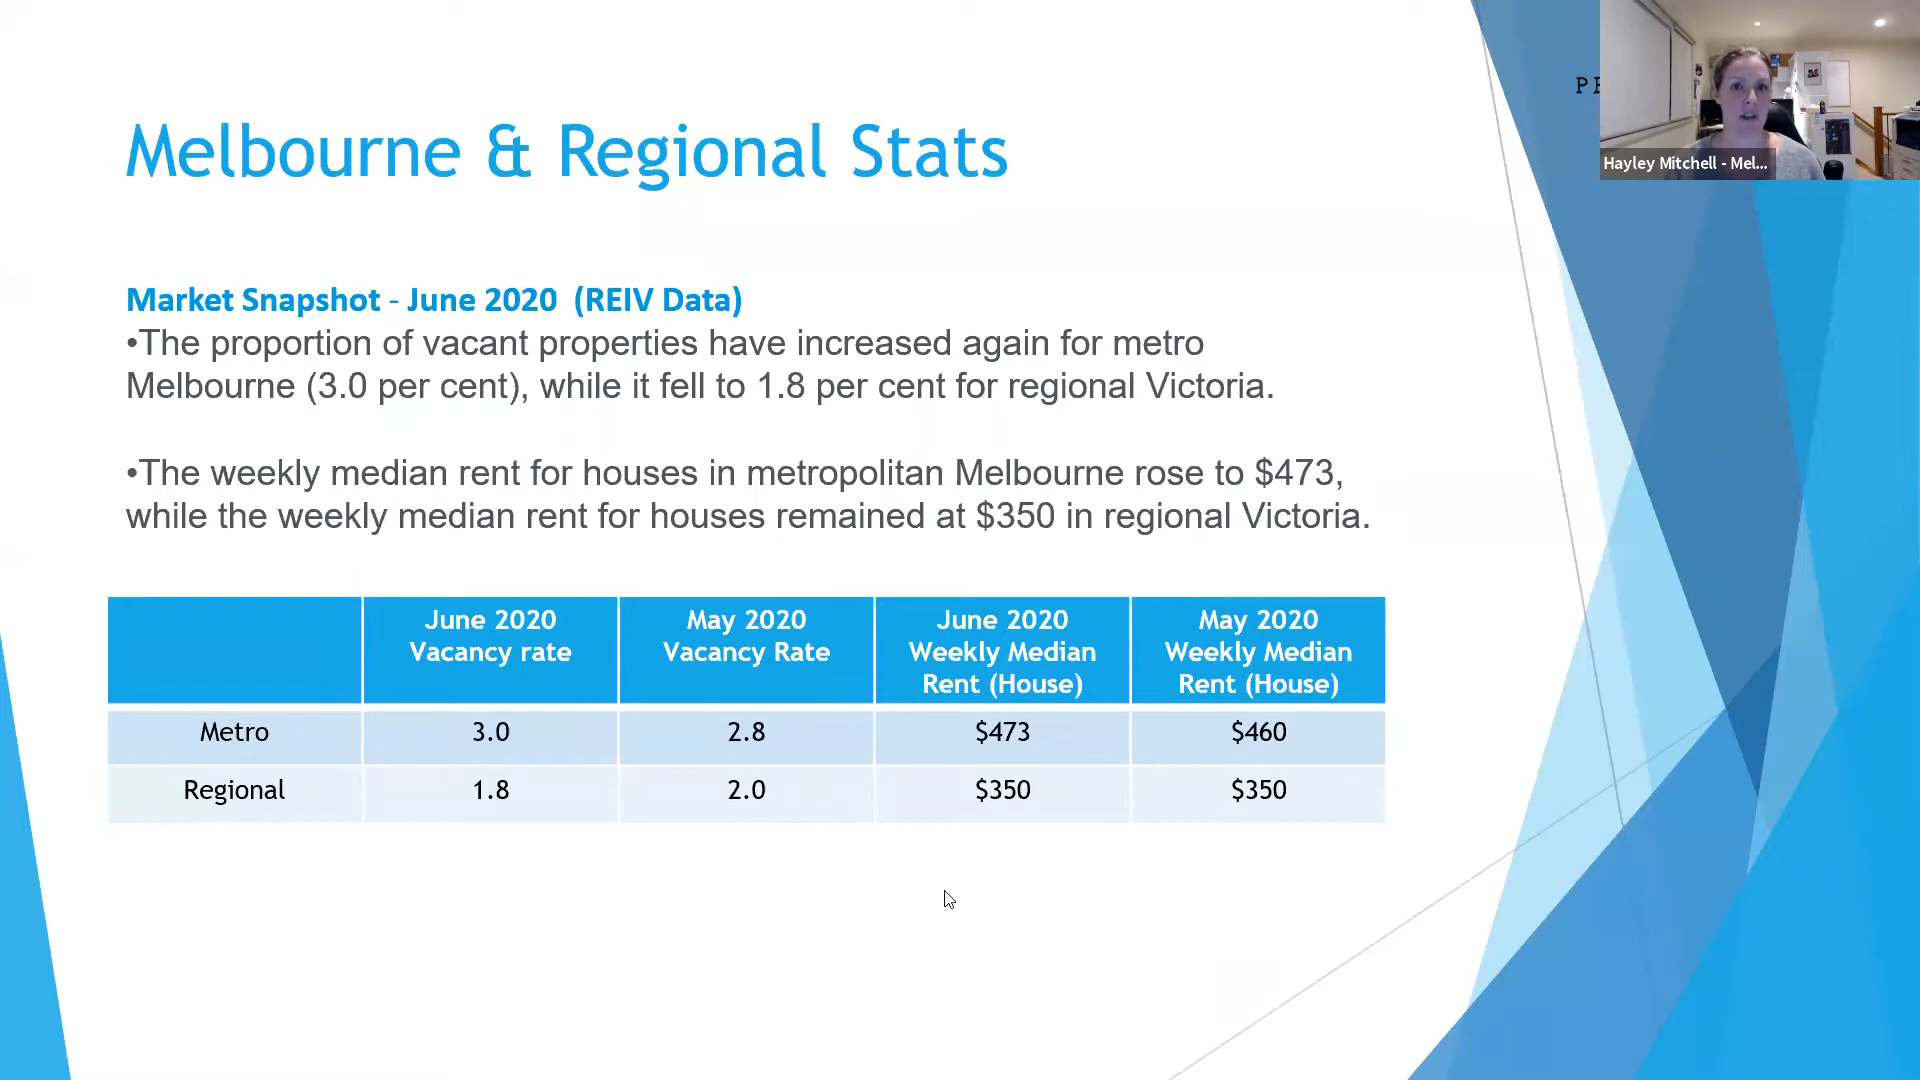 Melbourne & Regional Stats
Hayley Mitchell - Mel...
Market Snapshot - June 2020 (REIV Data)
•The proportion of vacant properties have increased again for metro
Melbourne (3.0 per cent), while it fell to 1.8 per cent for regional Victoria.
•The weekly median rent for houses in metropolitan Melbourne rose to $473,
while the weekly median rent for houses remained at $350 in regional Victoria.
June 2020 Vacancy rate
May 2020 Vacancy Rate
June 2020 Weekly Median Rent (House)
May 2020 Weekly Median Rent (House)
Metro 3.0 2.8 $473 $460
Regional 1.8 2.0 $350 $350